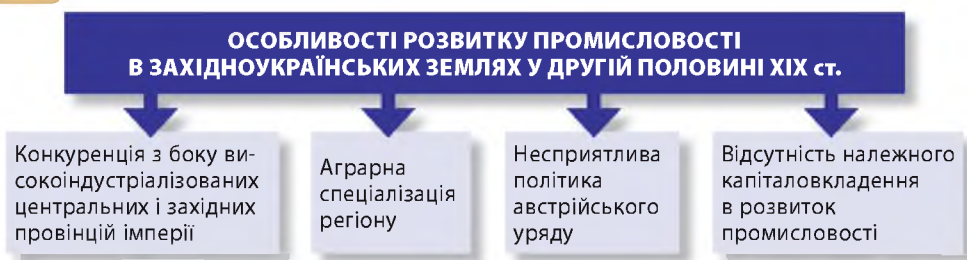 ОСОБЛИВОСТІ РОЗВИТКУ ПРОМИСЛОВОСТІ
В ЗАХІДНОУКРАЇНСЬКИХ ЗЕМЛЯХ У ДРУГІЙ ПОЛОВИНІ XIX ст.
Конкуренція з боку ви-
сокоіндустріалізованих
центральних і західних
провінцій імперії
Аграрна
спеціалізація
регіону
Несприятлива
політика
австрійського
уряду
Відсутність належного
капіталовкладення
в розвиток
промисловості